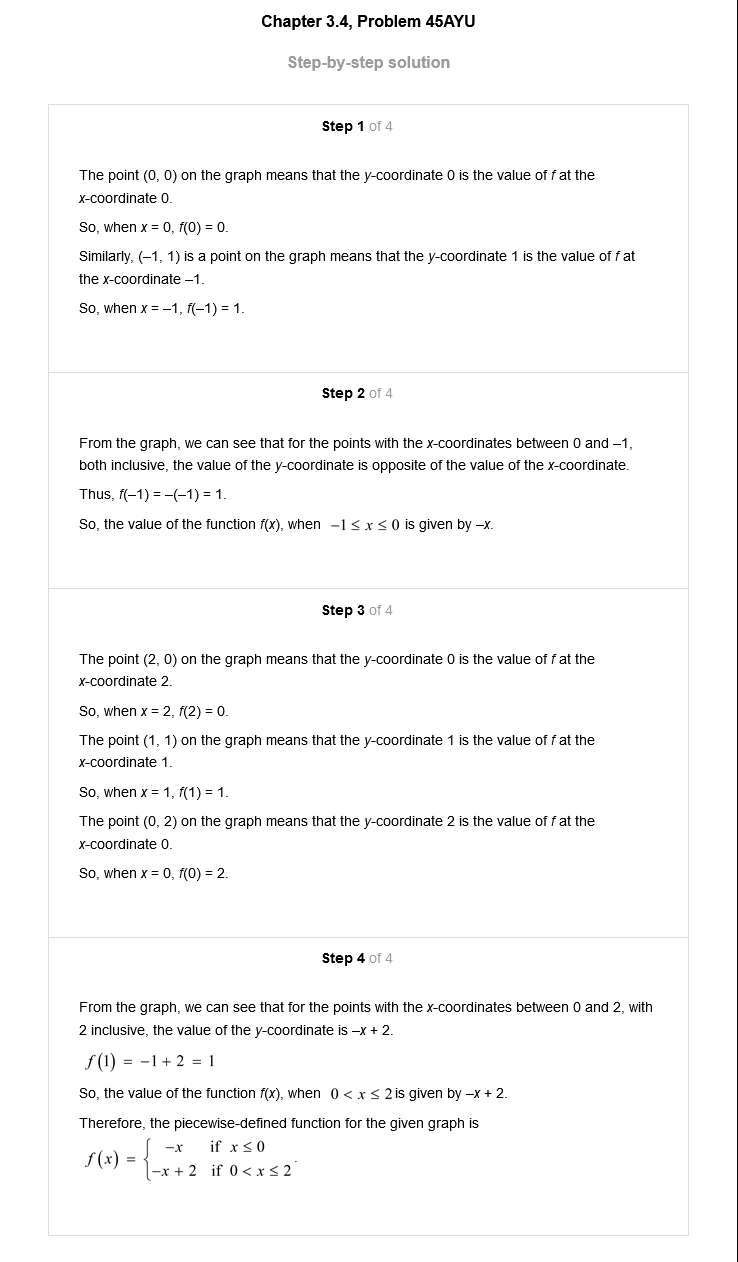 Chapter 3.4, Problem 45AYU
Step-by-step solution
Step 1 of 4
The point (0, 0) on the graph means that the y-coordinate 0 is the value of f at the
x-coordinate 0.
So, when x = 0, f(0) = 0.
Similarly, (–1, 1) is a point on the graph means that the y-coordinate 1 is the value of f at
the x-coordinate –1.
So, when x = –1, f(–1) = 1.
Step 2 of 4
From the graph, we can see that for the points with the x-coordinates between 0 and –1,
both inclusive, the value of the y-coordinate is opposite of the value of the x-coordinate.
Thus, f(–1) = –(–1) = 1.
So, the value of the function f(x), when –1 ≤ x ≤ 0 is given by –x.
Step 3 of 4
The point (2, 0) on the graph means that the y-coordinate 0 is the value of f at the
x-coordinate 2.
So, when x = 2, f(2) = 0.
The point (1, 1) on the graph means that the y-coordinate 1 is the value of f at the
x-coordinate 1.
So, when x = 1, f(1) = 1.
The point (0, 2) on the graph means that the y-coordinate 2 is the value of f at the
x-coordinate 0.
So, when x = 0, f(0) = 2.
Step 4 of 4
From the graph, we can see that for the points with the x-coordinates between 0 and 2, with
2 inclusive, the value of the y-coordinate is –x + 2.
f(1) = –1 + 2 = 1
So, the value of the function f(x), when 0 < x ≤ 2 is given by –x + 2.
Therefore, the piecewise-defined function for the given graph is
f(x) = { –x if x ≤ 0
–x + 2 if 0 < x ≤ 2 .